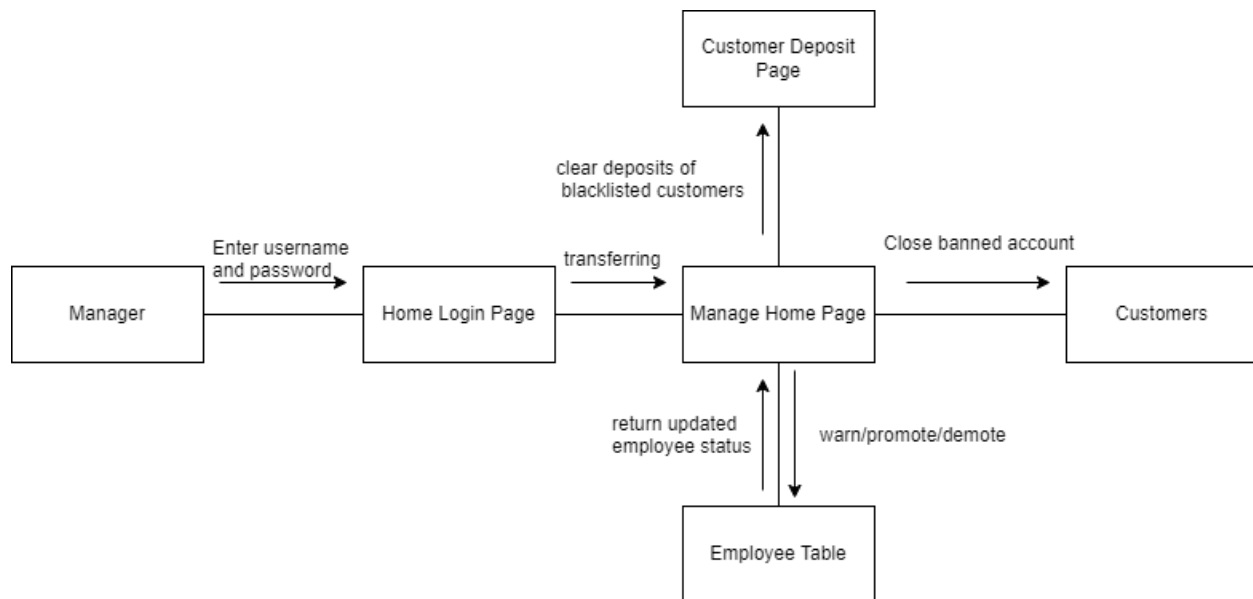 Customer Deposit
Page
clear deposits of
blacklisted customers
Enter username
and password
transferring
Close banned account
Manager
Home Login Page
Manage Home Page
Customers
return updated
employee status
warn/promote/demote
Employee Table